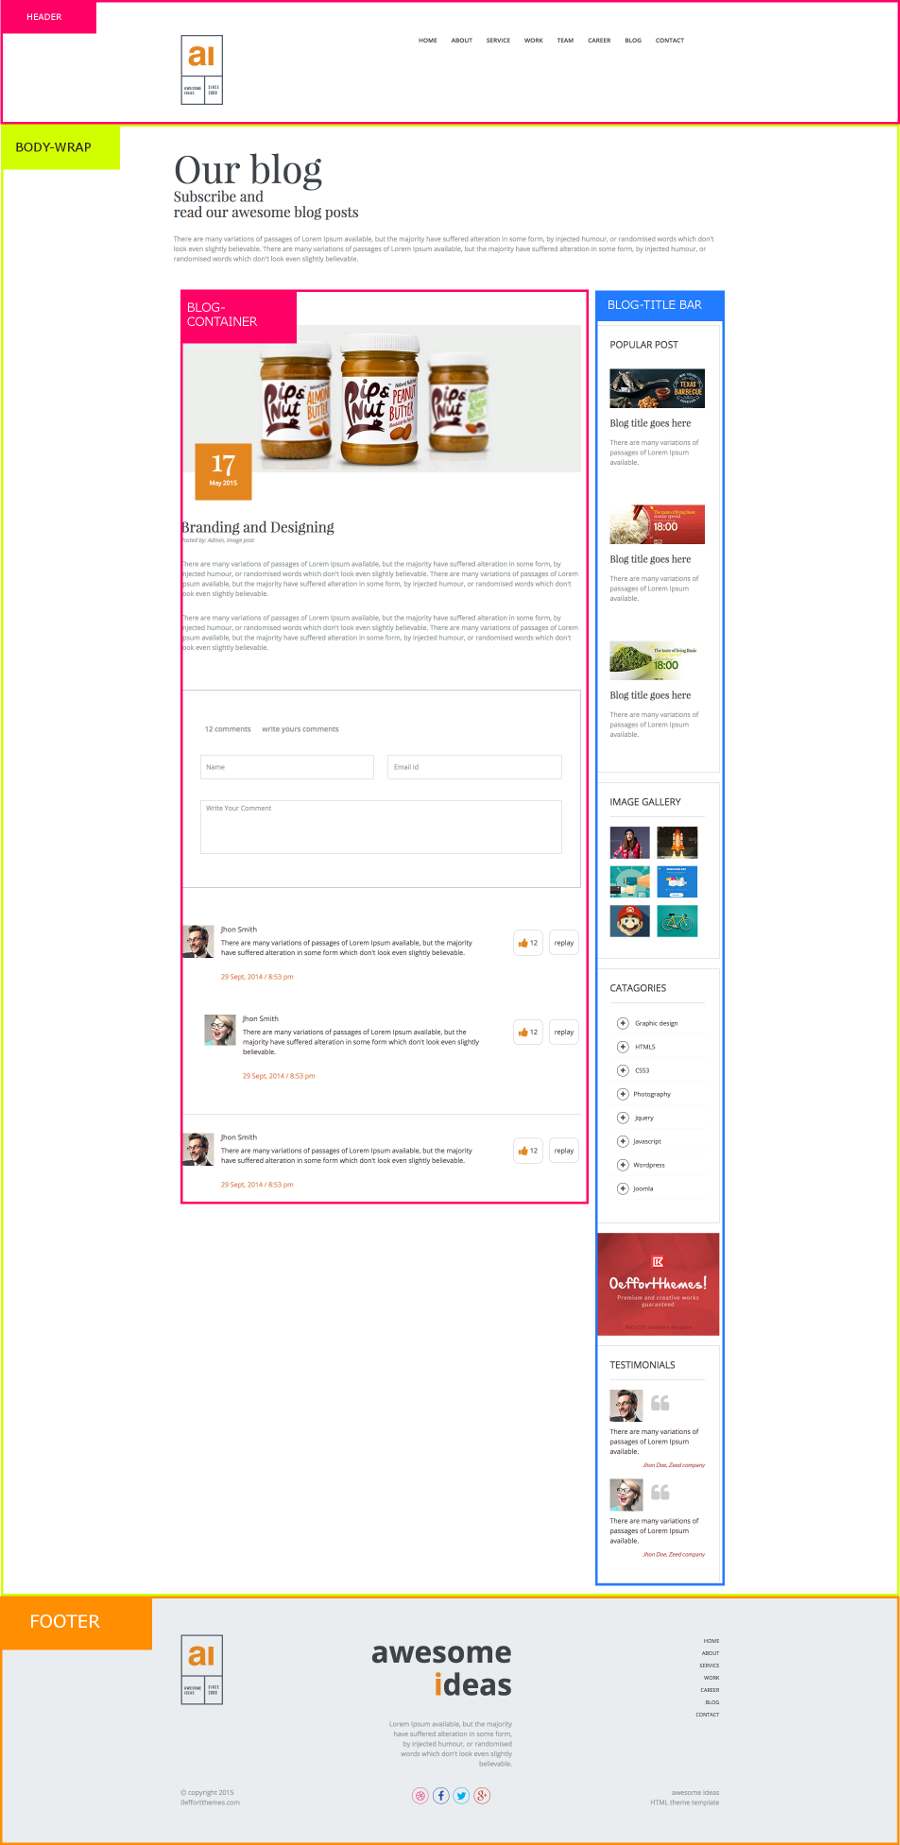 HEADER
ai
AWESOME
IDEAS
SINCE
HOME ABOUT SERVICE WORK TEAM CAREER BLOG CONTACT
BODY-WRAP
Our blog
Subscribe and
read our awesome blog posts
There are many variations of passages of Lorem Ipsum available, but the majority have suffered alteration in some form, by injected humour, or randomised words which don't
look even slightly believable. There are many variations of passages of Lorem Ipsum available, but the majority have suffered alteration in some form, by injected humour, or
randomised words which don't look even slightly believable.
BLOG-
CONTAINER
Pip & Nut
ALMOND BUTTER
Pip & Nut
PEANUT BUTTER
17
May 2015
Branding and Designing
Posted by: Admin, Image post
There are many variations of passages of Lorem Ipsum available, but the majority have suffered alteration in some form, by
injected humour, or randomised words which don't look even slightly believable. There are many variations of passages of Lorem
Ipsum available, but the majority have suffered alteration in some form, by injected humour, or randomised words which don't
look even slightly believable.
There are many variations of passages of Lorem Ipsum available, but the majority have suffered alteration in some form, by
injected humour, or randomised words which don't look even slightly believable. There are many variations of passages of Lorem
Ipsum available, but the majority have suffered alteration in some form, by injected humour, or randomised words which don't
look even slightly believable.
12 comments write yours comments
Name Email Id
Write Your Comment
Jhon Smith
There are many variations of passages of Lorem Ipsum available, but the majority
have suffered alteration in some form which don't look even slightly believable.
12 replay
29 Sept, 2014 / 8:53 pm
Jhon Smith
There are many variations of passages of Lorem Ipsum available, but the
majority have suffered alteration in some form which don't look even slightly
believable.
12 replay
29 Sept, 2014 / 8:53 pm
Jhon Smith
There are many variations of passages of Lorem Ipsum available, but the majority
have suffered alteration in some form which don't look even slightly believable.
12 replay
29 Sept, 2014 / 8:53 pm
BLOG-TITLE BAR
POPULAR POST
TEXAS
BARBECUE
Blog title goes here
There are many variations of
passages of Lorem Ipsum
available.
The taste of living Basic
18:00
Blog title goes here
There are many variations of
passages of Lorem Ipsum
available.
The taste of living Basic
18:00
Blog title goes here
There are many variations of
passages of Lorem Ipsum
available.
IMAGE GALLERY
CATAGORIES
Graphic design
HTML5
CSS3
Photography
Jquery
Javascript
Wordpress
Joomla
0effortthemes!
Premium and creative works
guaranteed
TESTIMONIALS
There are many variations of
passages of Lorem Ipsum
available.
Jhon Doe, Zeed company
There are many variations of
passages of Lorem Ipsum
available.
Jhon Doe, Zeed company
FOOTER
ai
AWESOME
IDEAS
SINCE
awesome
ideas
Lorem Ipsum available, but the majority
have suffered alteration in some form,
by injected humour, or randomised
words which don't look even slightly
believable.
HOME
ABOUT
SERVICE
WORK
CAREER
BLOG
CONTACT
© copyright 2015
0effortthemes.com
awesome ideas
HTML theme template